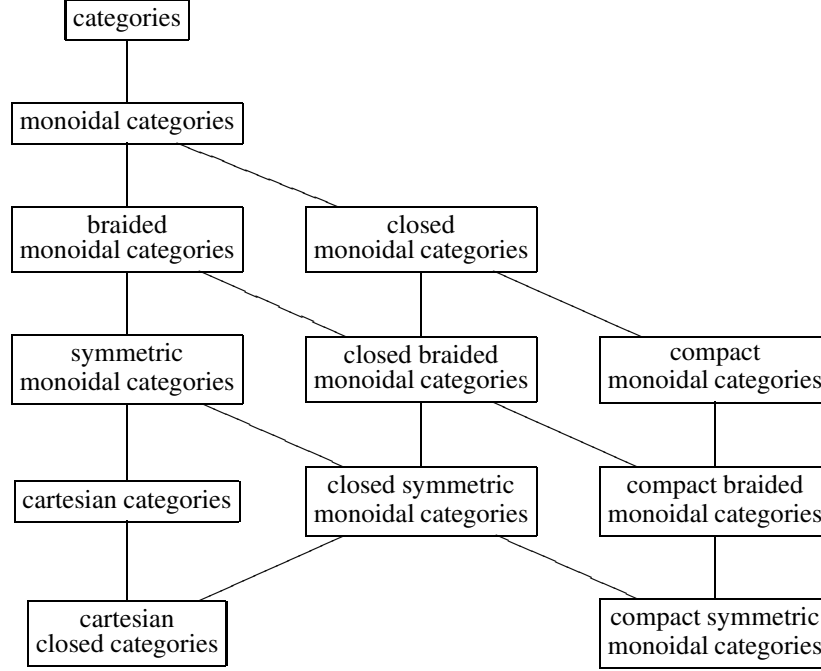 categories
monoidal categories
braided
monoidal categories
closed
monoidal categories
symmetric
monoidal categories
closed braided
monoidal categories
compact
monoidal categories
cartesian categories
closed symmetric
monoidal categories
compact braided
monoidal categories
cartesian
closed categories
compact symmetric
monoidal categories